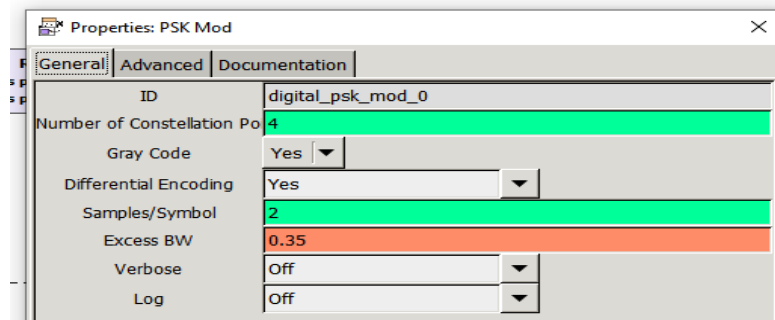 Properties: PSK Mod
General Advanced Documentation
ID digital_psk_mod_0
Number of Constellation Po 4
Gray Code Yes
Differential Encoding Yes
Samples/Symbol 2
Excess BW 0.35
Verbose Off
Log Off